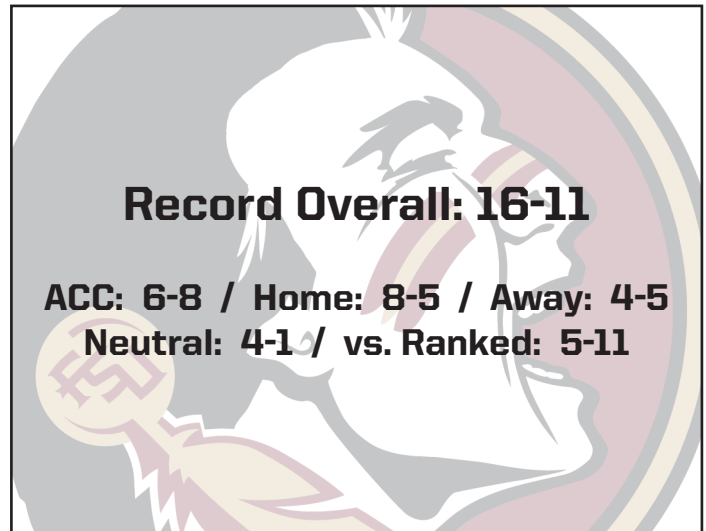 Record Overall: 16-11
ACC: 6-8 / Home: 8-5 / Away: 4-5
Neutral: 4-1 / vs. Ranked: 5-11
FSU